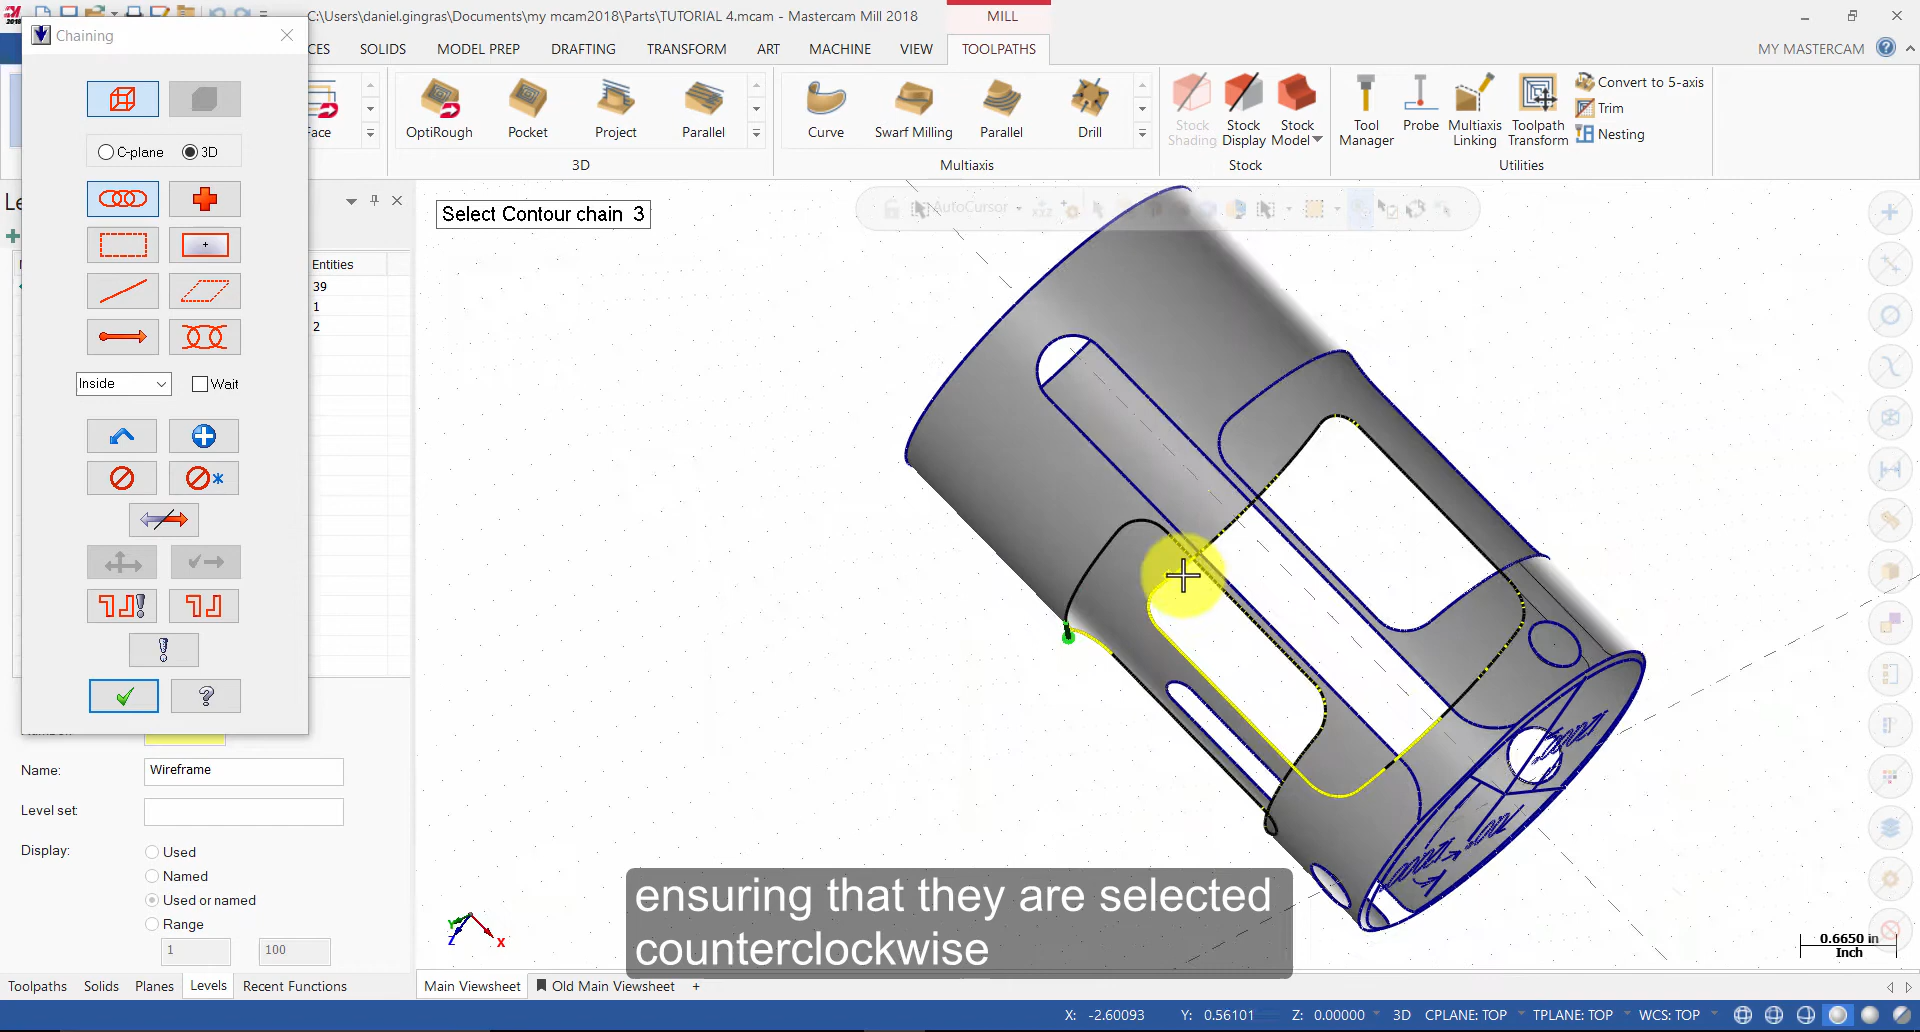 C:\Users\daniel.gingras\Documents\my mcam2018\Parts\TUTORIAL 4.mcam - Mastercam Mill 2018
MILL
Chaining
CES
SOLIDS
MODEL PREP
DRAFTING
TRANSFORM
ART
MACHINE
VIEW
TOOLPATHS
MY MASTERCAM
Face
OptiRough
Pocket
Project
Parallel
3D
Curve
Swarf Milling
Parallel
Drill
Multiaxis
Stock Shading
Stock Display
Stock Model
Stock
Tool Manager
Probe
Multiaxis Linking
Toolpath Transform
Convert to 5-axis
Trim
Nesting
Utilities
C-plane
3D
Inside
Wait
Entities
39
1
2
Select Contour chain 3
AutoCursor
Name:
Wireframe
Level set:
Display:
Used
Named
Used or named
Range
1
100
ensuring that they are selected
counterclockwise
Y
Z
X
0.6650 in
Inch
Toolpaths
Solids
Planes
Levels
Recent Functions
Main Viewsheet
Old Main Viewsheet
+
X: -2.60093
Y: 0.56101
Z: 0.00000
3D
CPLANE: TOP
TPLANE: TOP
WCS: TOP